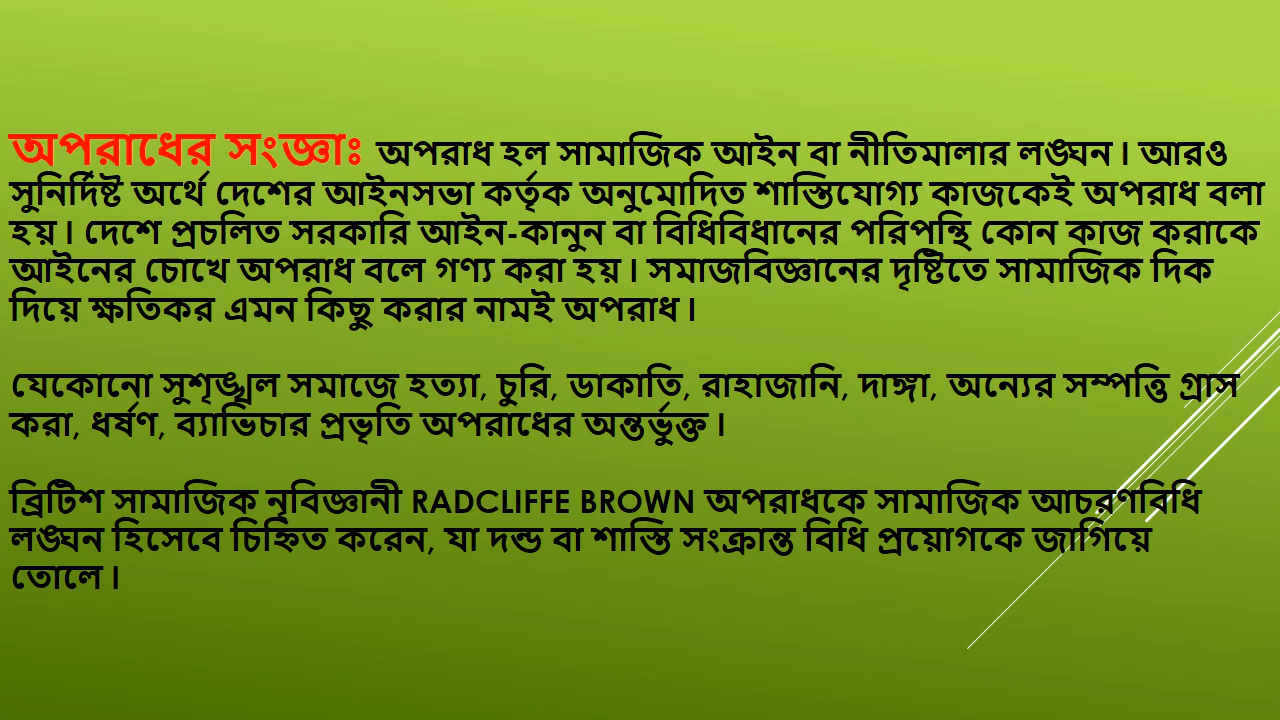 অপরাধের সংজ্ঞাঃ অপরাধ হল সামাজিক আইন বা নীতিমালার লঙ্ঘন। আরও
সুনির্দিষ্ট অর্থে দেশের আইনসভা কর্তৃক অনুমোদিত শাস্তিযোগ্য কাজকেই অপরাধ বলা
হয়। দেশে প্রচলিত সরকারি আইন-কানুন বা বিধিবিধানের পরিপন্থি কোন কাজ করাকে
আইনের চোখে অপরাধ বলে গণ্য করা হয়। সমাজবিজ্ঞানের দৃষ্টিতে সামাজিক দিক
দিয়ে ক্ষতিকর এমন কিছু করার নামই অপরাধ।
যেকোনো সুশৃঙ্খল সমাজে হত্যা, চুরি, ডাকাতি, রাহাজানি, দাঙ্গা, অন্যের সম্পত্তি গ্রাস
করা, ধর্ষণ, ব্যাভিচার প্রভৃতি অপরাধের অন্তর্ভুক্ত।
ব্রিটিশ সামাজিক নৃবিজ্ঞানী RADCLIFFE BROWN অপরাধকে সামাজিক আচরণবিধি
লঙ্ঘন হিসেবে চিহ্নিত করেন, যা দন্ড বা শাস্তি সংক্রান্ত বিধি প্রয়োগকে জাগিয়ে
তোলে।